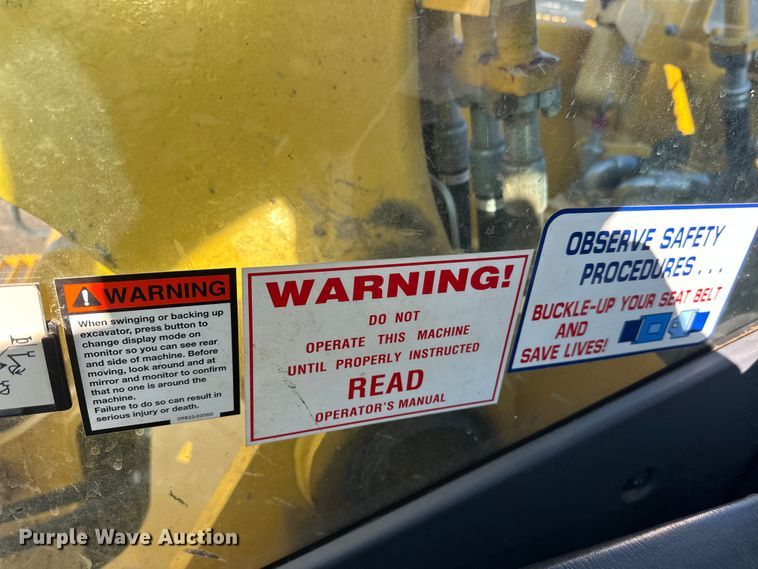 WARNING
When swinging or backing up
excavator, press button to
change display mode on
monitor so you can see rear
and side of machine. Before
moving, look around and at
mirror and monitor to confirm
that no one is around the
machine.
Failure to do so can result in
serious injury or death.
09833-03000
WARNING!
DO NOT
OPERATE THIS MACHINE
UNTIL PROPERLY INSTRUCTED
READ
OPERATOR'S MANUAL
OBSERVE SAFETY
PROCEDURES...
BUCKLE-UP YOUR SEAT BELT
AND
SAVE LIVES!
Purple Wave Auction